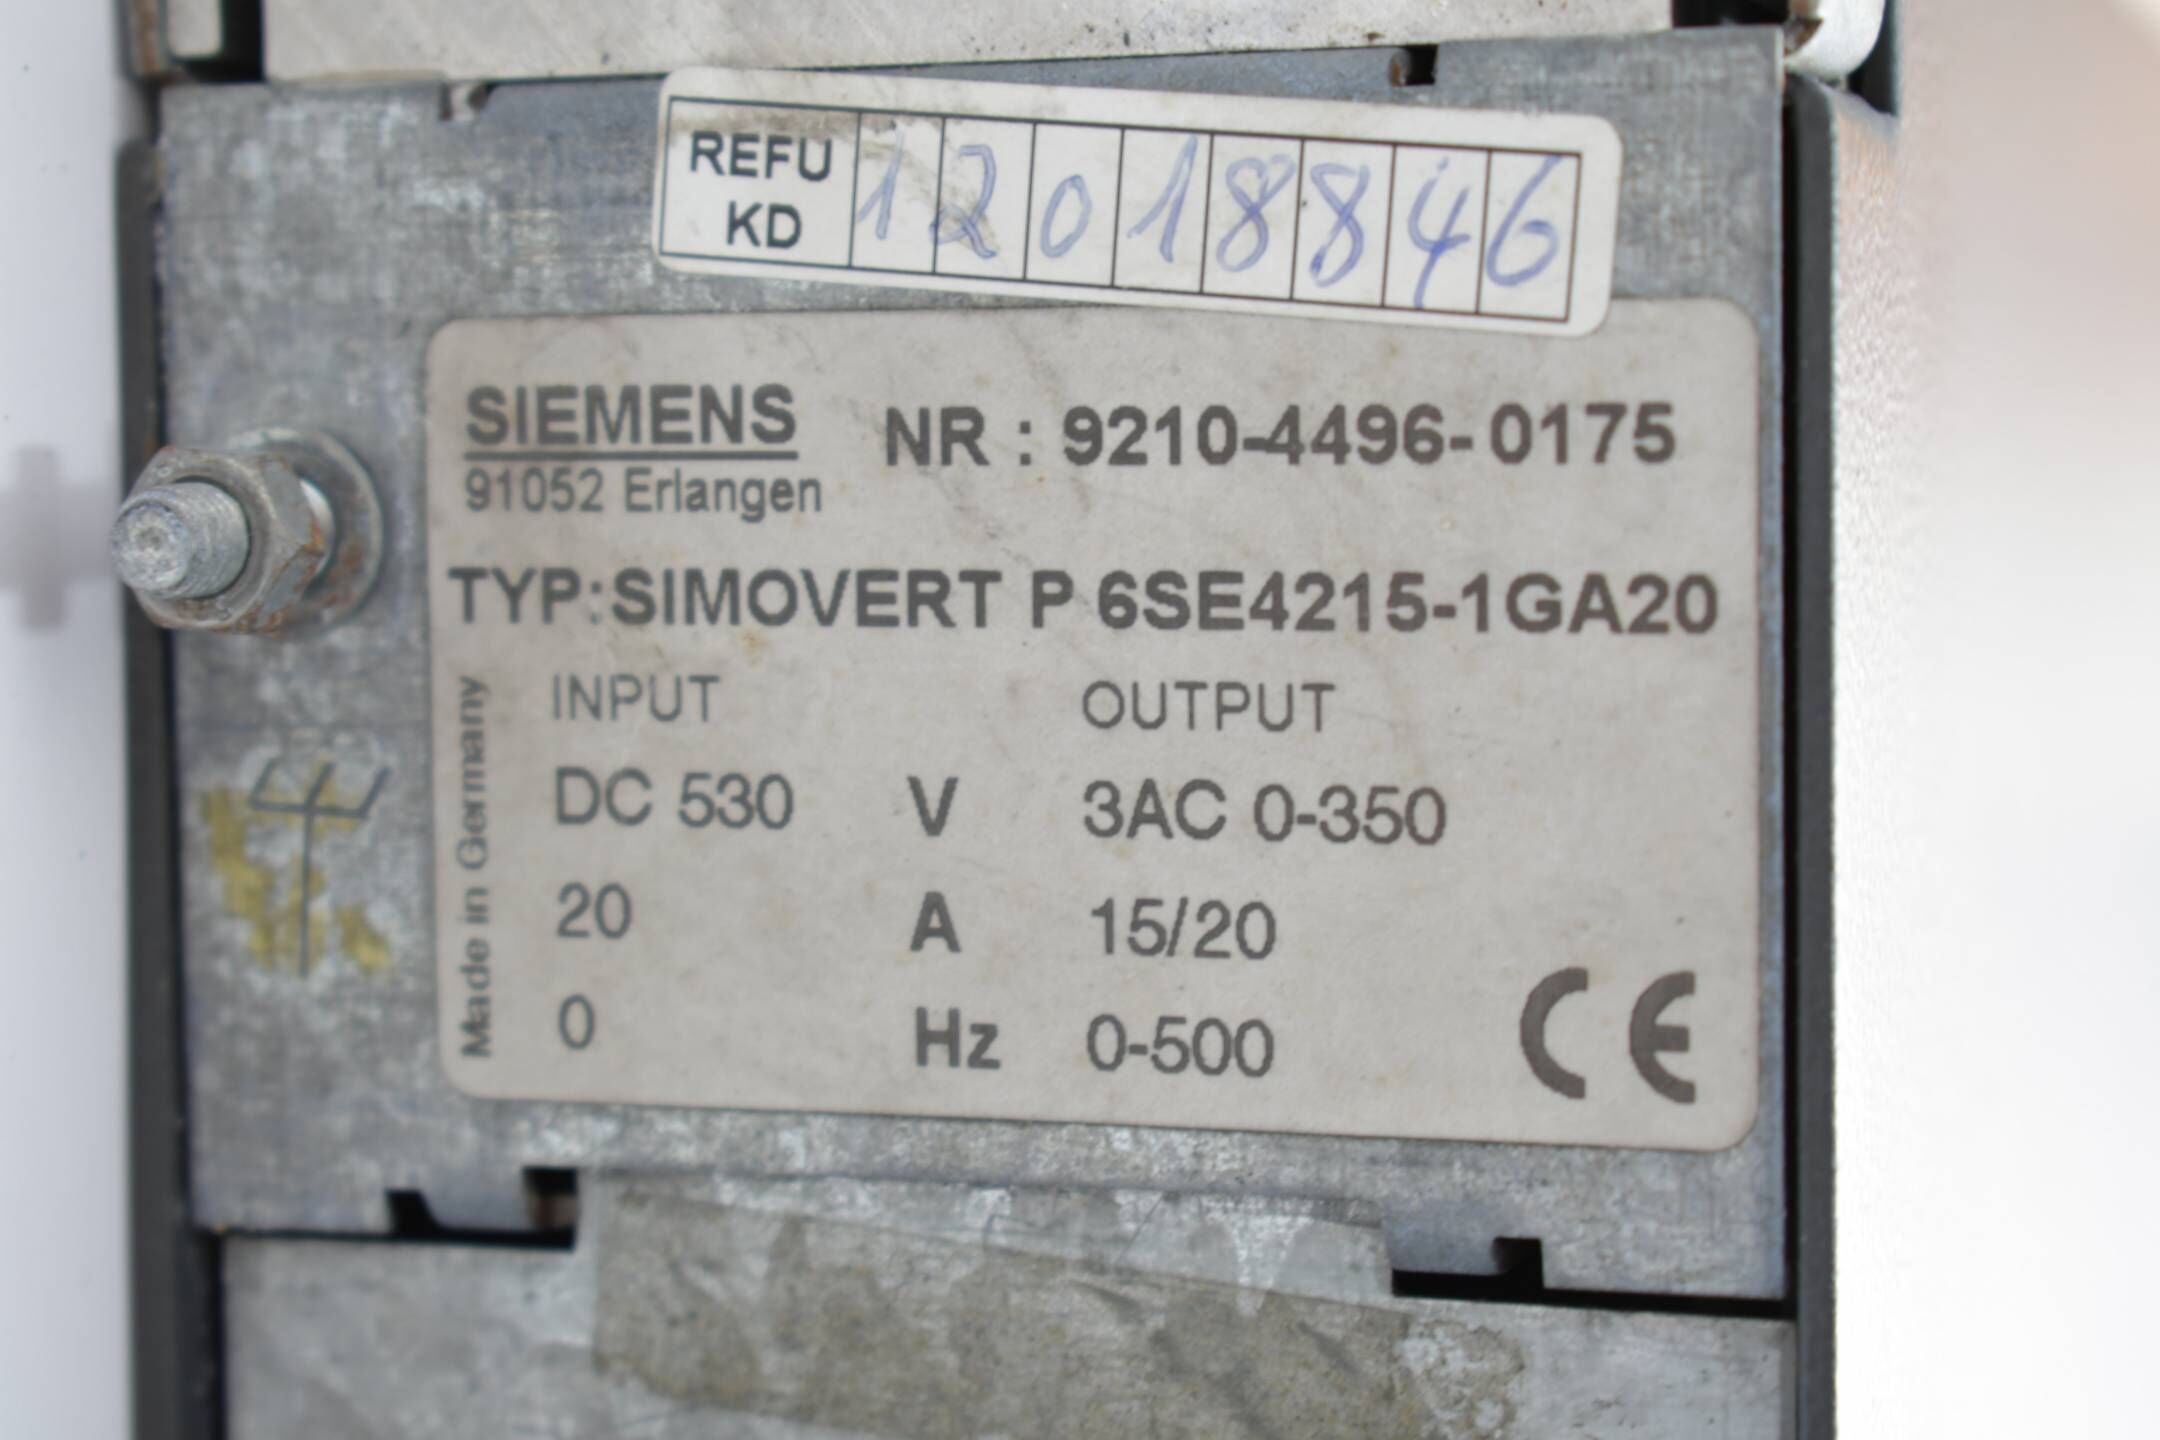 REFU
KD 12018846
SIEMENS NR : 9210-4496-0175
91052 Erlangen
TYP:SIMOVERT P 6SE4215-1GA20
INPUT OUTPUT
DC 530 V 3AC 0-350
20 A 15/20
0 Hz 0-500
CE
Made in Germany